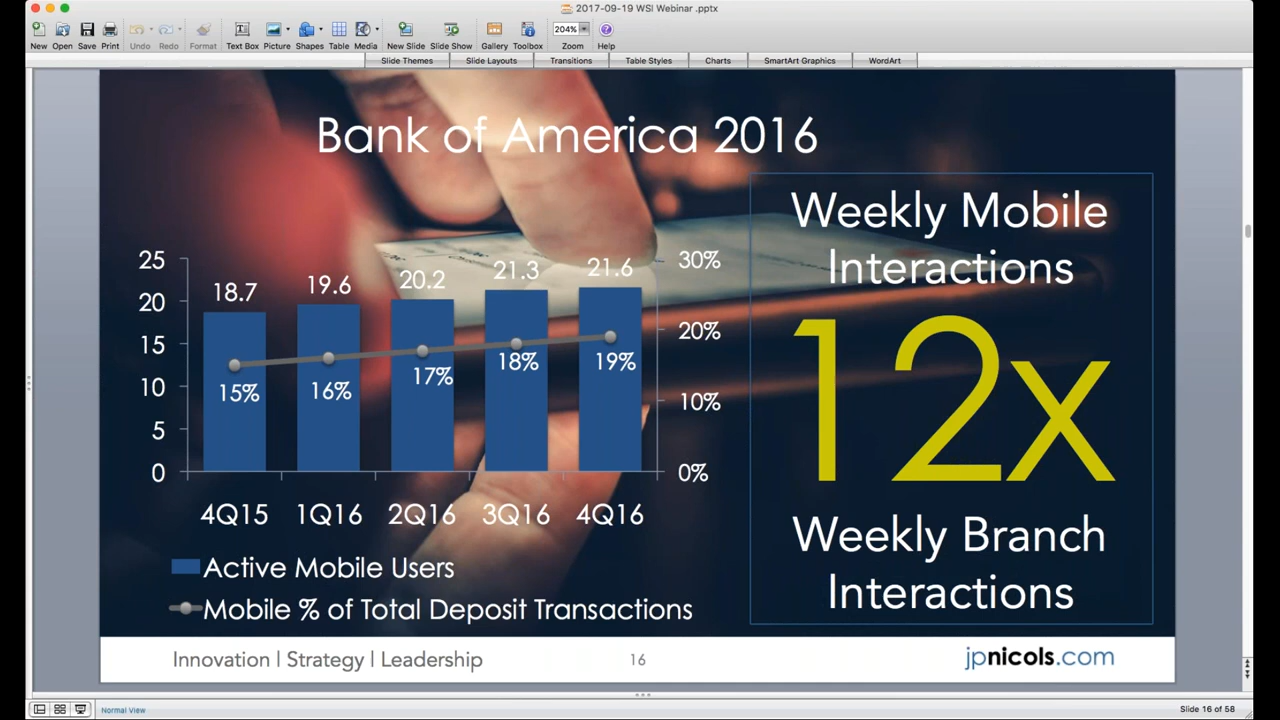 2017-09-19 WSI Webinar .pptx
204%
New Open Save Print Undo Redo Format Text Box Picture Shapes Table Media New Slide Slide Show Gallery Toolbox Zoom Help
Slide Themes Slide Layouts Transitions Table Styles Charts SmartArt Graphics WordArt
Bank of America 2016
Weekly Mobile
Interactions
12x
Weekly Branch
Interactions
25
20
15
10
5
0
18.7
19.6
20.2
21.3
21.6
15%
16%
17%
18%
19%
30%
20%
10%
0%
4Q15 1Q16 2Q16 3Q16 4Q16
Active Mobile Users
Mobile % of Total Deposit Transactions
Innovation | Strategy | Leadership
16
jpnicols.com
Normal View
Slide 16 of 58